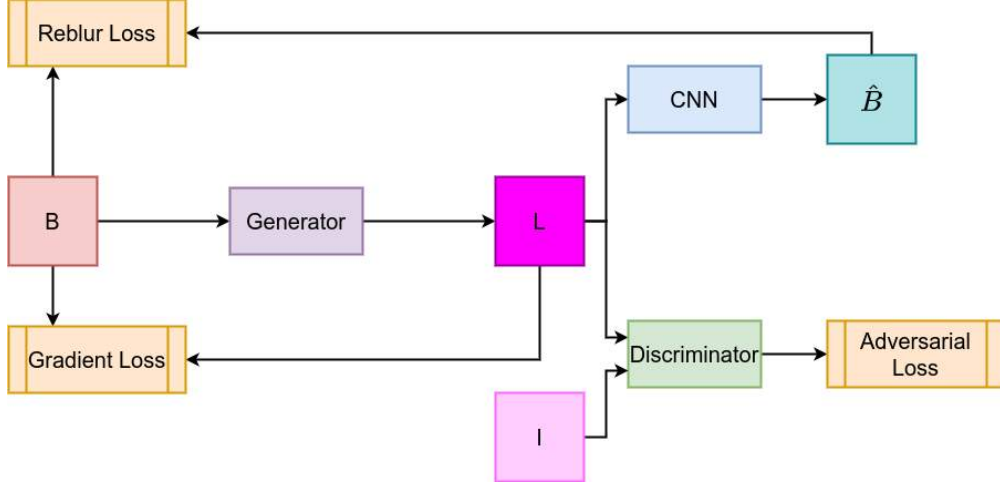 Reblur Loss
CNN
B̂
B
Generator
L
Gradient Loss
Discriminator
Adversarial
Loss
I